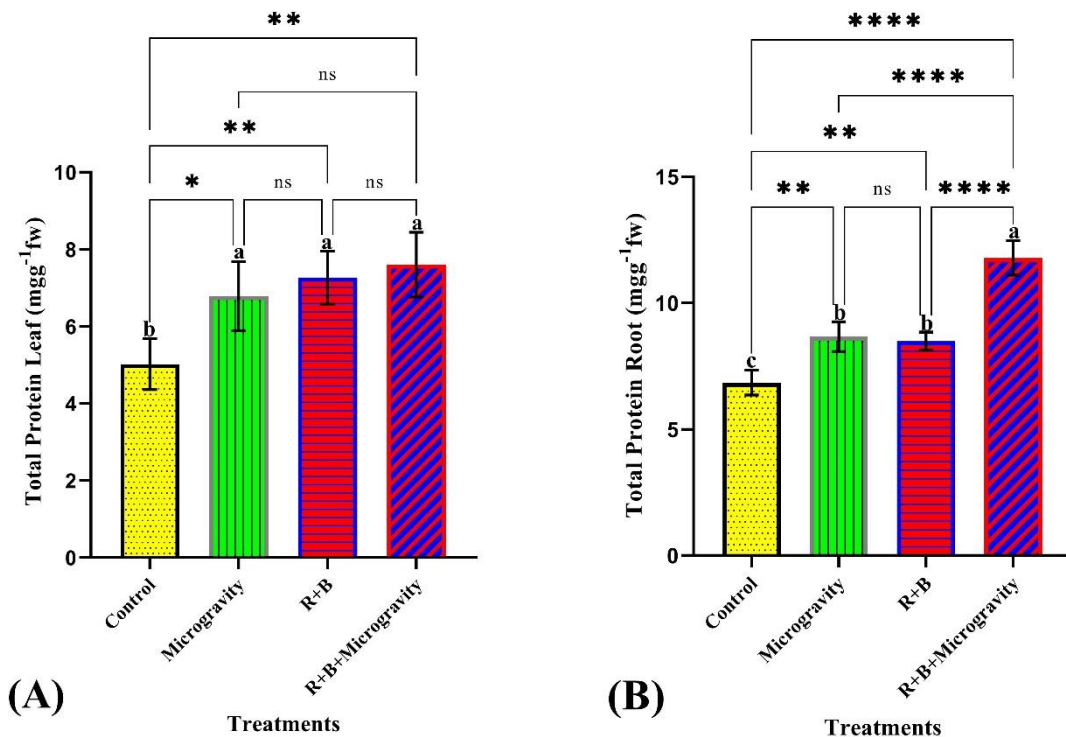 **
ns
**
*
ns
ns
10
8
6
4
2
0
Total Protein Leaf (mgg-1fw)
b
a
a
a
Control
Microgravity
R+B
R+B+Microgravity
(A)
Treatments
****
****
**
**
ns
****
15
10
5
0
Total Protein Root (mgg-1fw)
c
b
b
a
Control
Microgravity
R+B
R+B+Microgravity
(B)
Treatments